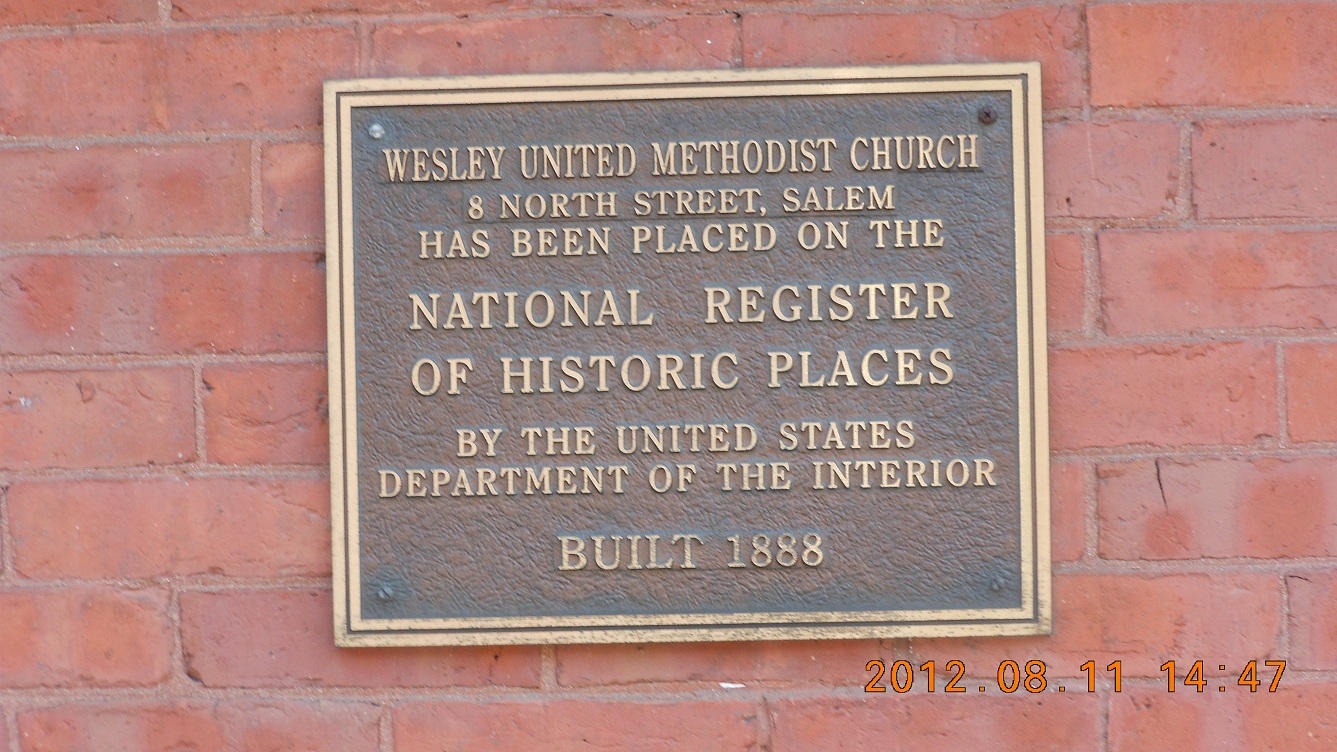 WESLEY UNITED METHODIST CHURCH
8 NORTH STREET, SALEM
HAS BEEN PLACED ON THE
NATIONAL REGISTER
OF HISTORIC PLACES
BY THE UNITED STATES
DEPARTMENT OF THE INTERIOR
BUILT 1888
2012.08.11 14:47